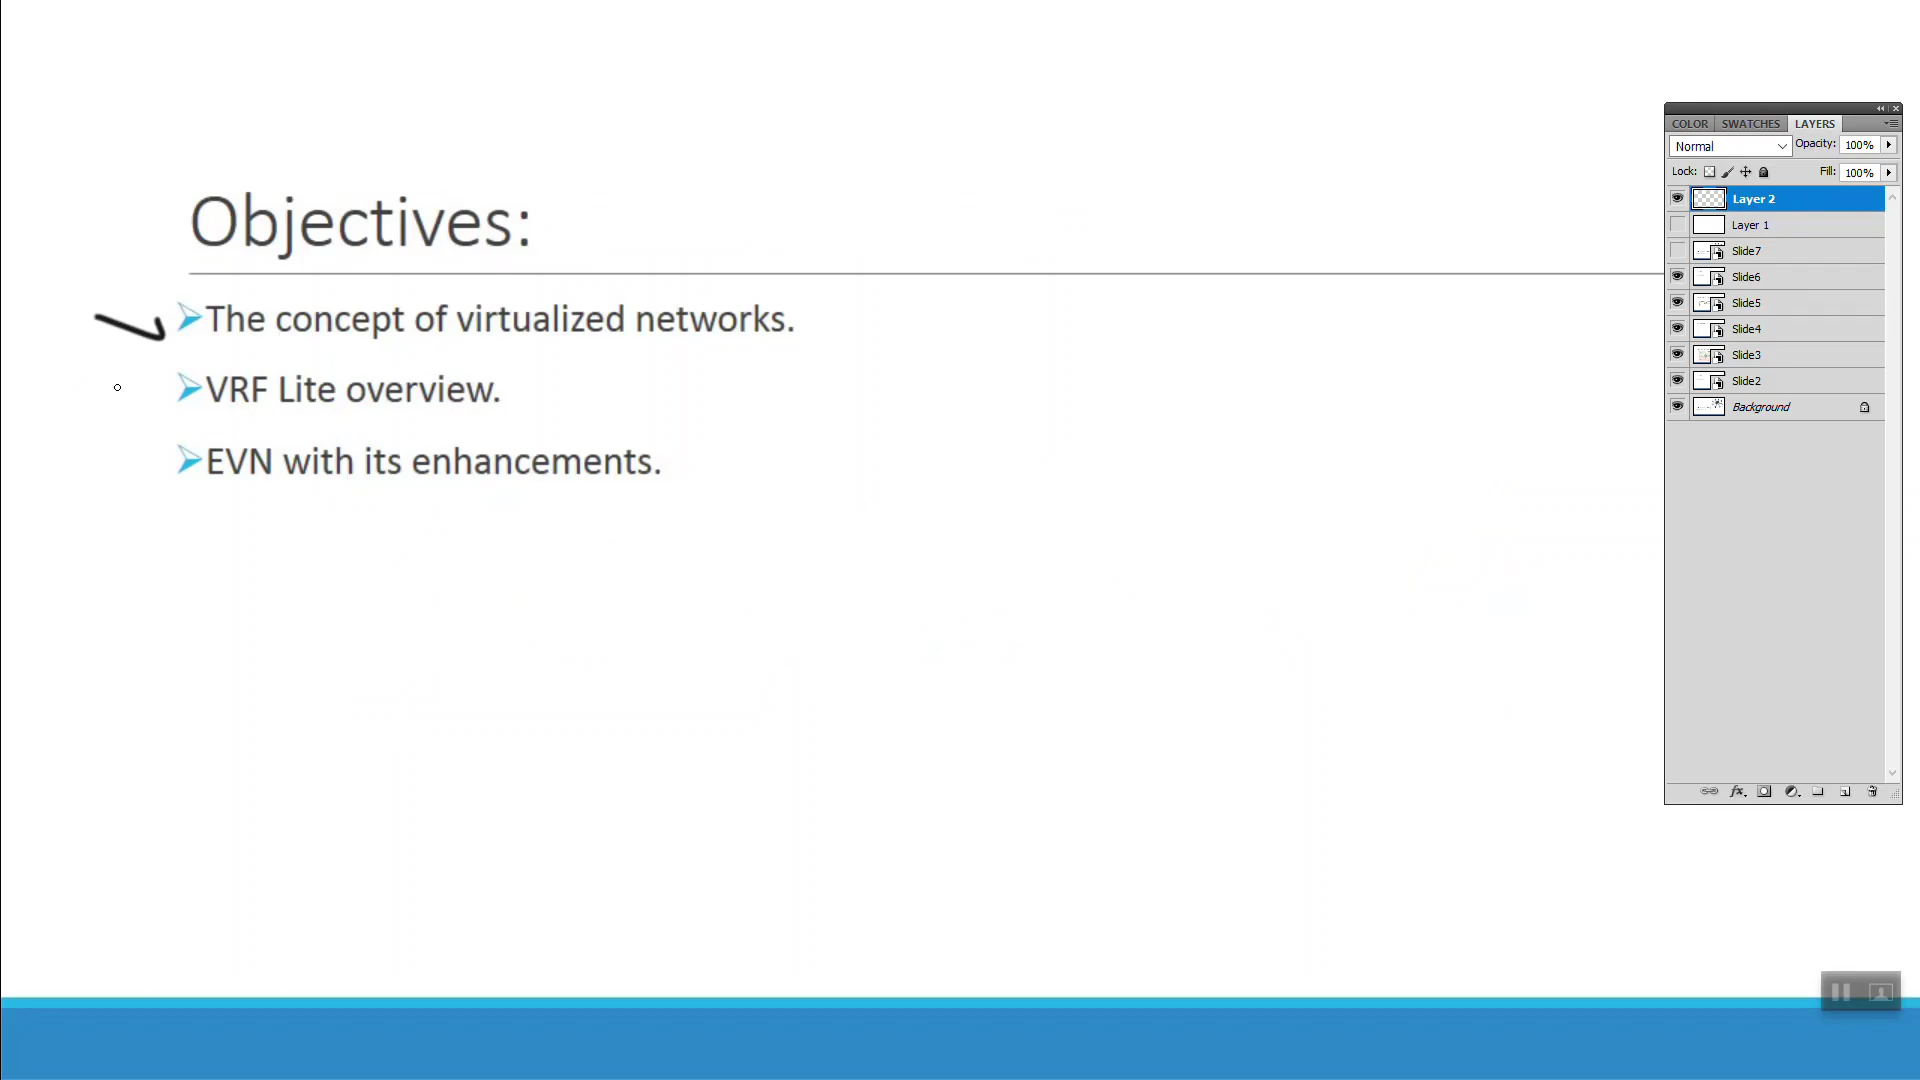 Objectives:
The concept of virtualized networks.
VRF Lite overview.
EVN with its enhancements.
COLOR SWATCHES LAYERS
Normal Opacity: 100%
Lock: Fill: 100%
Layer 2
Layer 1
Slide7
Slide6
Slide5
Slide4
Slide3
Slide2
Background
fx